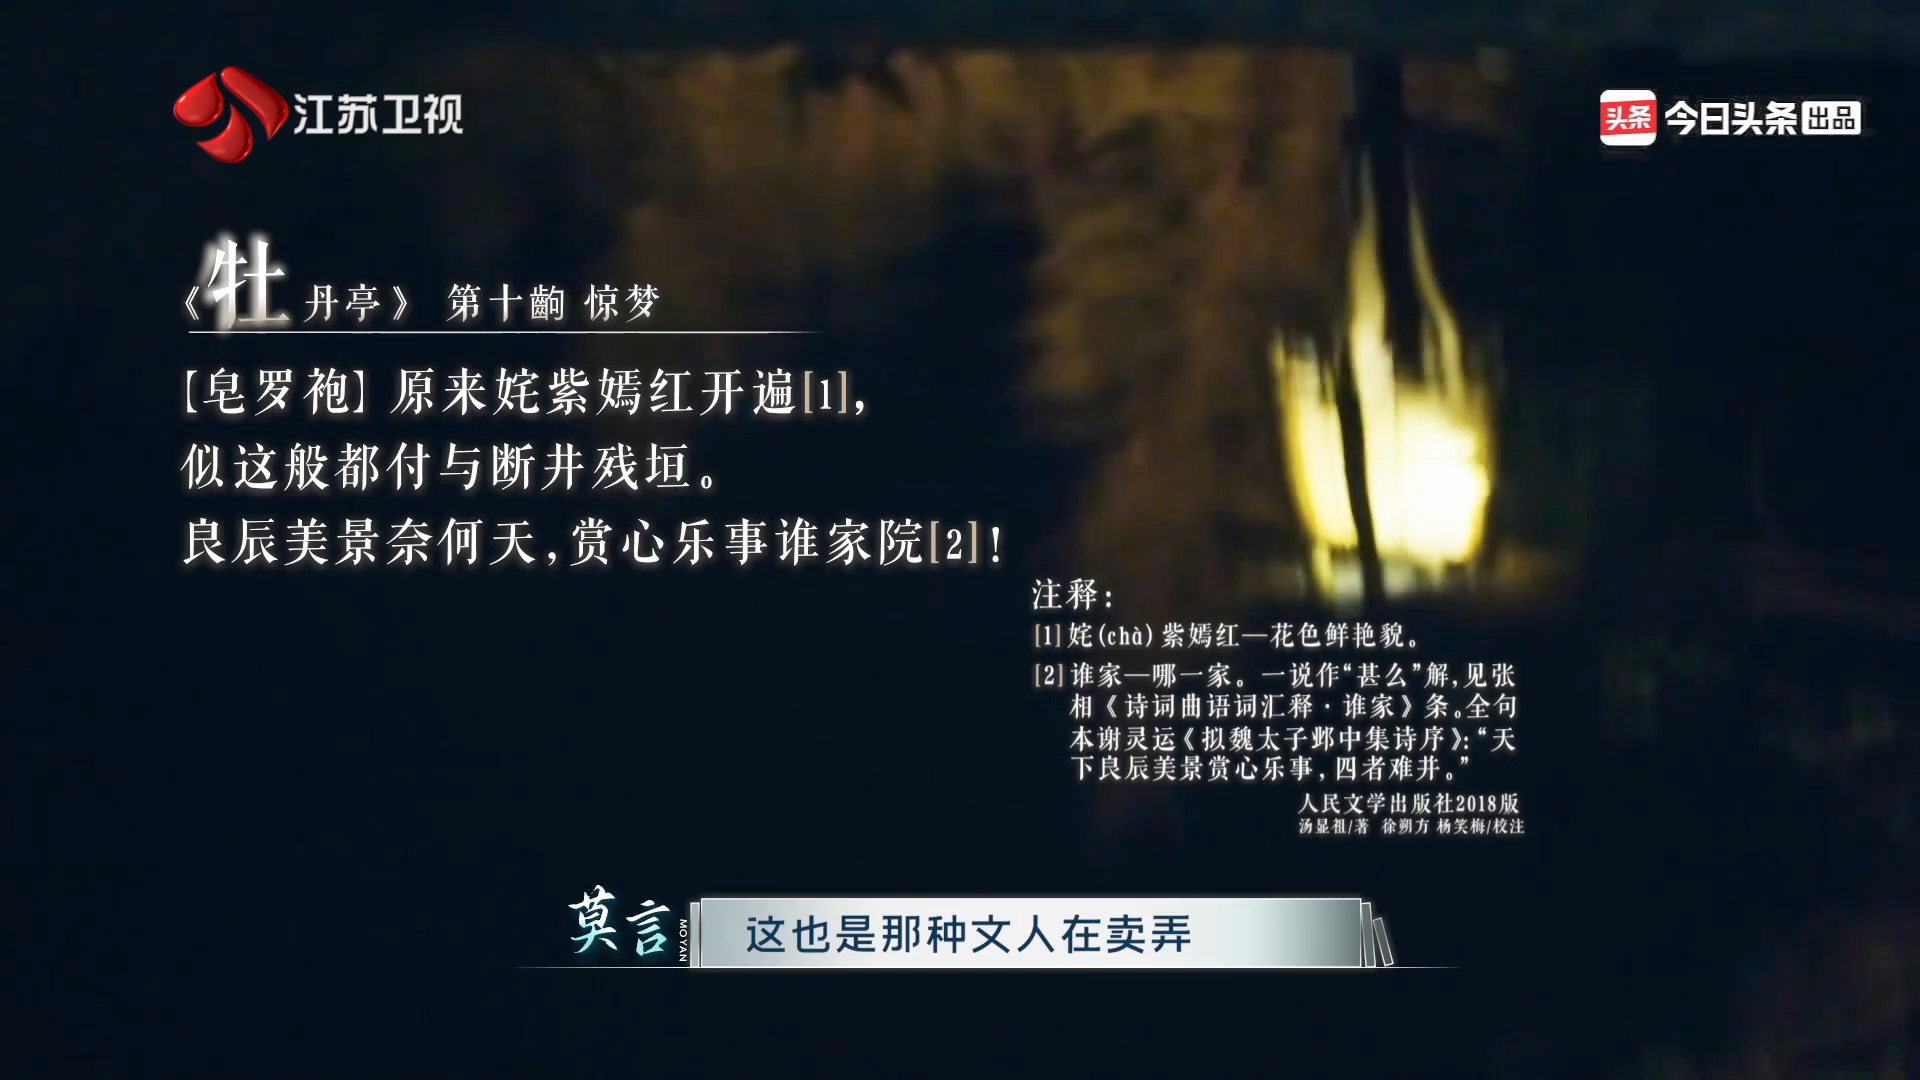 江苏卫视
头条 今日头条 出品
《牡丹亭》 第十齣 惊梦
[皂罗袍] 原来姹紫嫣红开遍[1],
似这般都付与断井残垣。
良辰美景奈何天,赏心乐事谁家院[2]!
注释:
[1]姹(chà)紫嫣红—花色鲜艳貌。
[2]谁家—哪一家。一说作“甚么”解,见张
相《诗词曲语词汇释·谁家》条。全句
本谢灵运《拟魏太子邺中集诗序》:“天
下良辰美景赏心乐事,四者难并。”
人民文学出版社2018版
汤显祖/著 徐朔方 杨笑梅/校注
莫言 MOYAN 这也是那种文人在卖弄